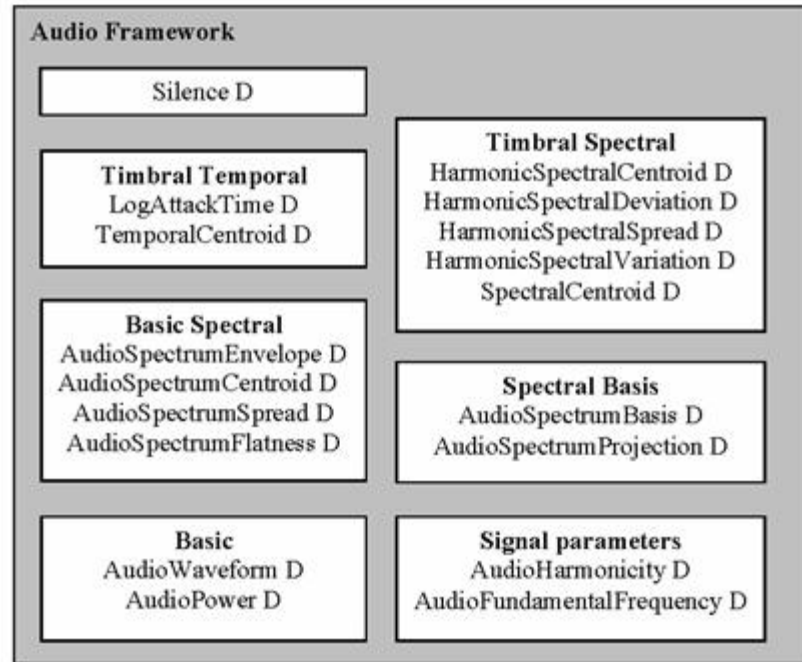 Audio Framework
Silence D
Timbral Temporal
LogAttackTime D
TemporalCentroid D
Basic Spectral
AudioSpectrumEnvelope D
AudioSpectrumCentroid D
AudioSpectrumSpread D
AudioSpectrumFlatness D
Basic
AudioWaveform D
AudioPower D
Timbral Spectral
HarmonicSpectralCentroid D
HarmonicSpectralDeviation D
HarmonicSpectralSpread D
HarmonicSpectralVariation D
SpectralCentroid D
Spectral Basis
AudioSpectrumBasis D
AudioSpectrumProjection D
Signal parameters
AudioHarmonicity D
AudioFundamentalFrequency D